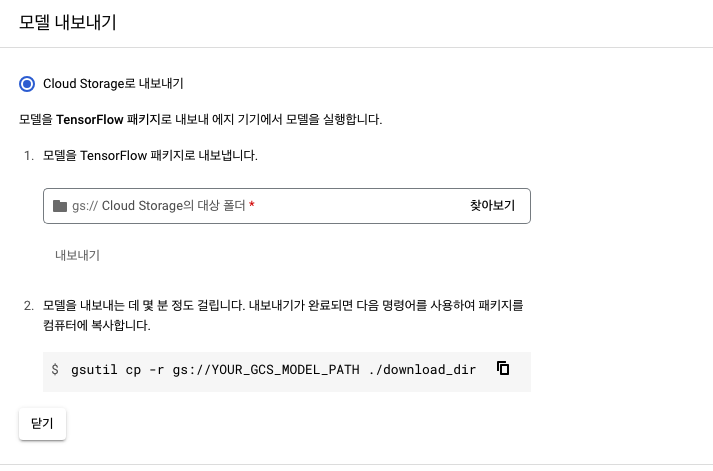 모델 내보내기
Cloud Storage로 내보내기
모델을 TensorFlow 패키지로 내보내 에지 기기에서 모델을 실행합니다.
1. 모델을 TensorFlow 패키지로 내보냅니다.
gs:// Cloud Storage의 대상 폴더 * 찾아보기
내보내기
2. 모델을 내보내는 데 몇 분 정도 걸립니다. 내보내기가 완료되면 다음 명령어를 사용하여 패키지를
컴퓨터에 복사합니다.
$ gsutil cp -r gs://YOUR_GCS_MODEL_PATH ./download_dir
닫기